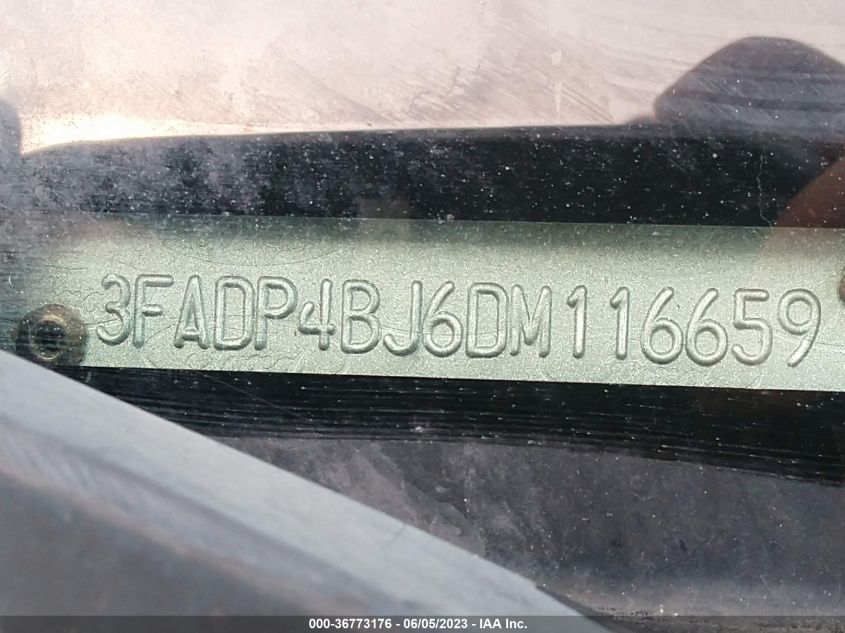 3FADP4BJ6DM116659
000-36773176 | 06/05/2023 - IAA Inc.